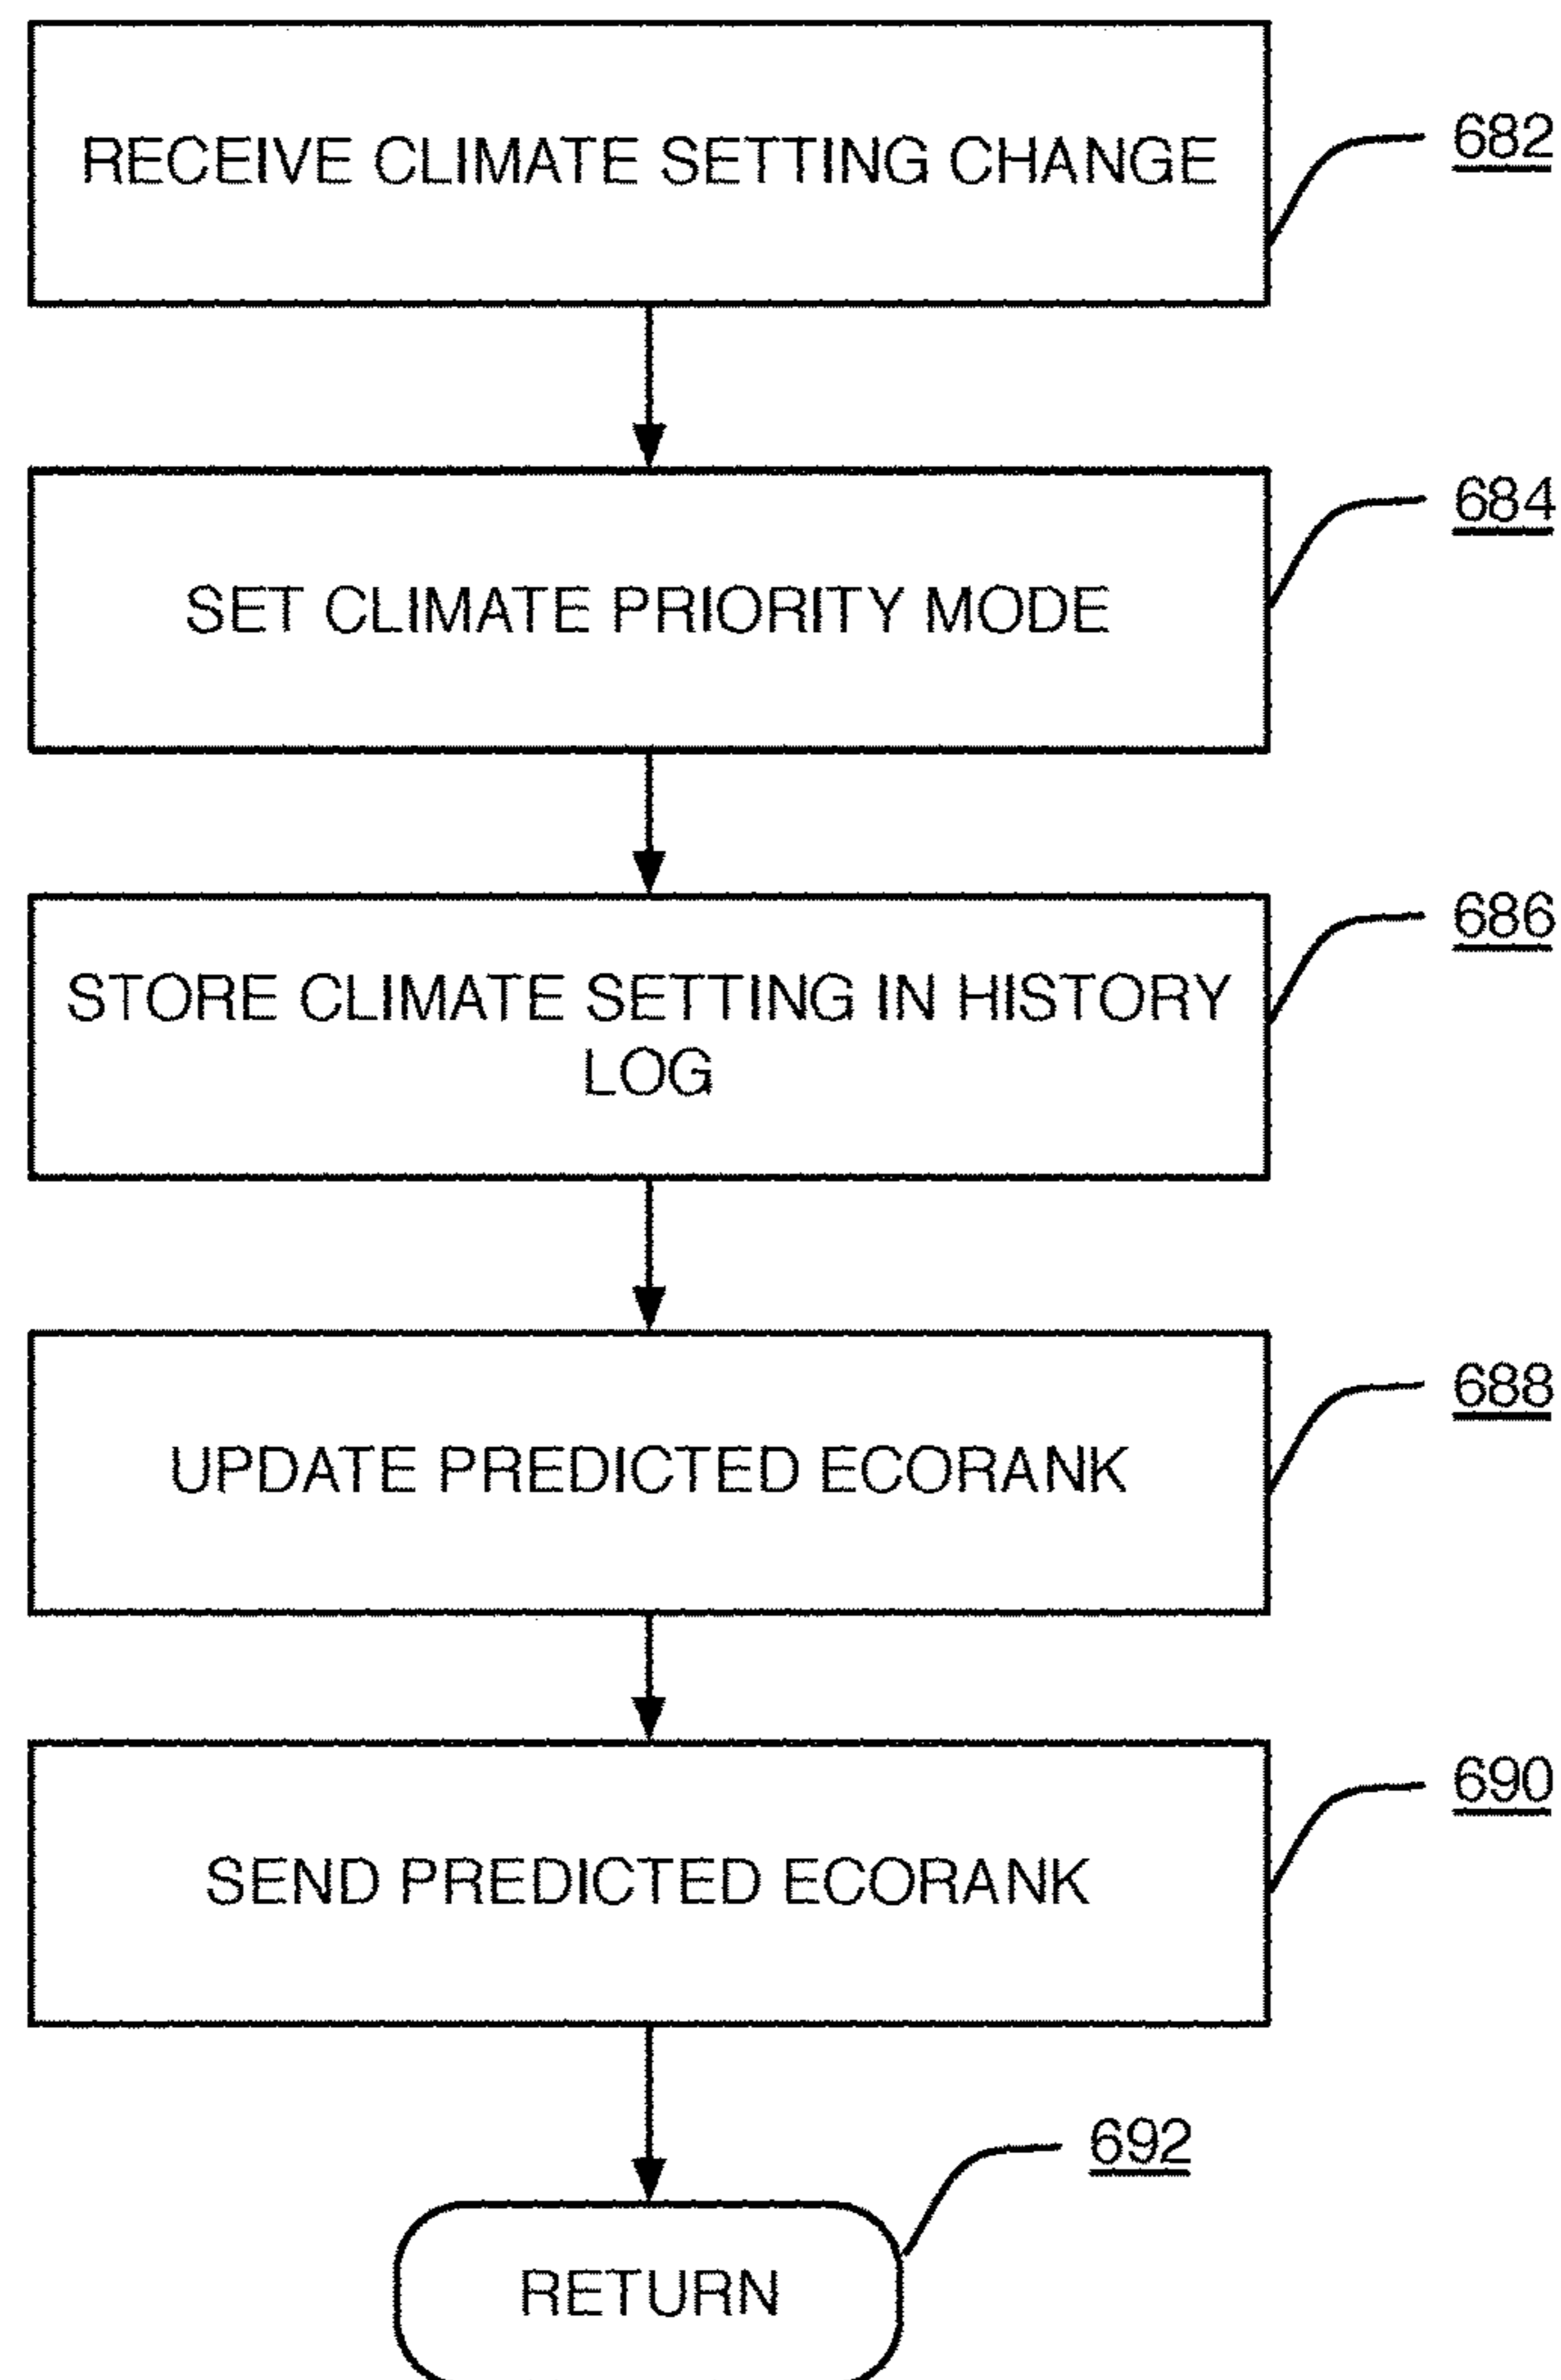 RECEIVE CLIMATE SETTING CHANGE
682
SET CLIMATE PRIORITY MODE
684
STORE CLIMATE SETTING IN HISTORY
LOG
686
UPDATE PREDICTED ECORANK
688
SEND PREDICTED ECORANK
690
RETURN
692